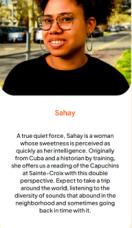 Sahay
A true quiet force, Sahay is a woman
whose sweetness is perceived as
quickly as her intelligence. Originally
from Cuba and a historian by training,
she offers us a reading of the Capuchins
at Sainte-Croix with this double
perspective. Expect to take a trip
around the world, listening to the
diversity of sounds that abound in the
neighborhood and sometimes going
back in time with it.